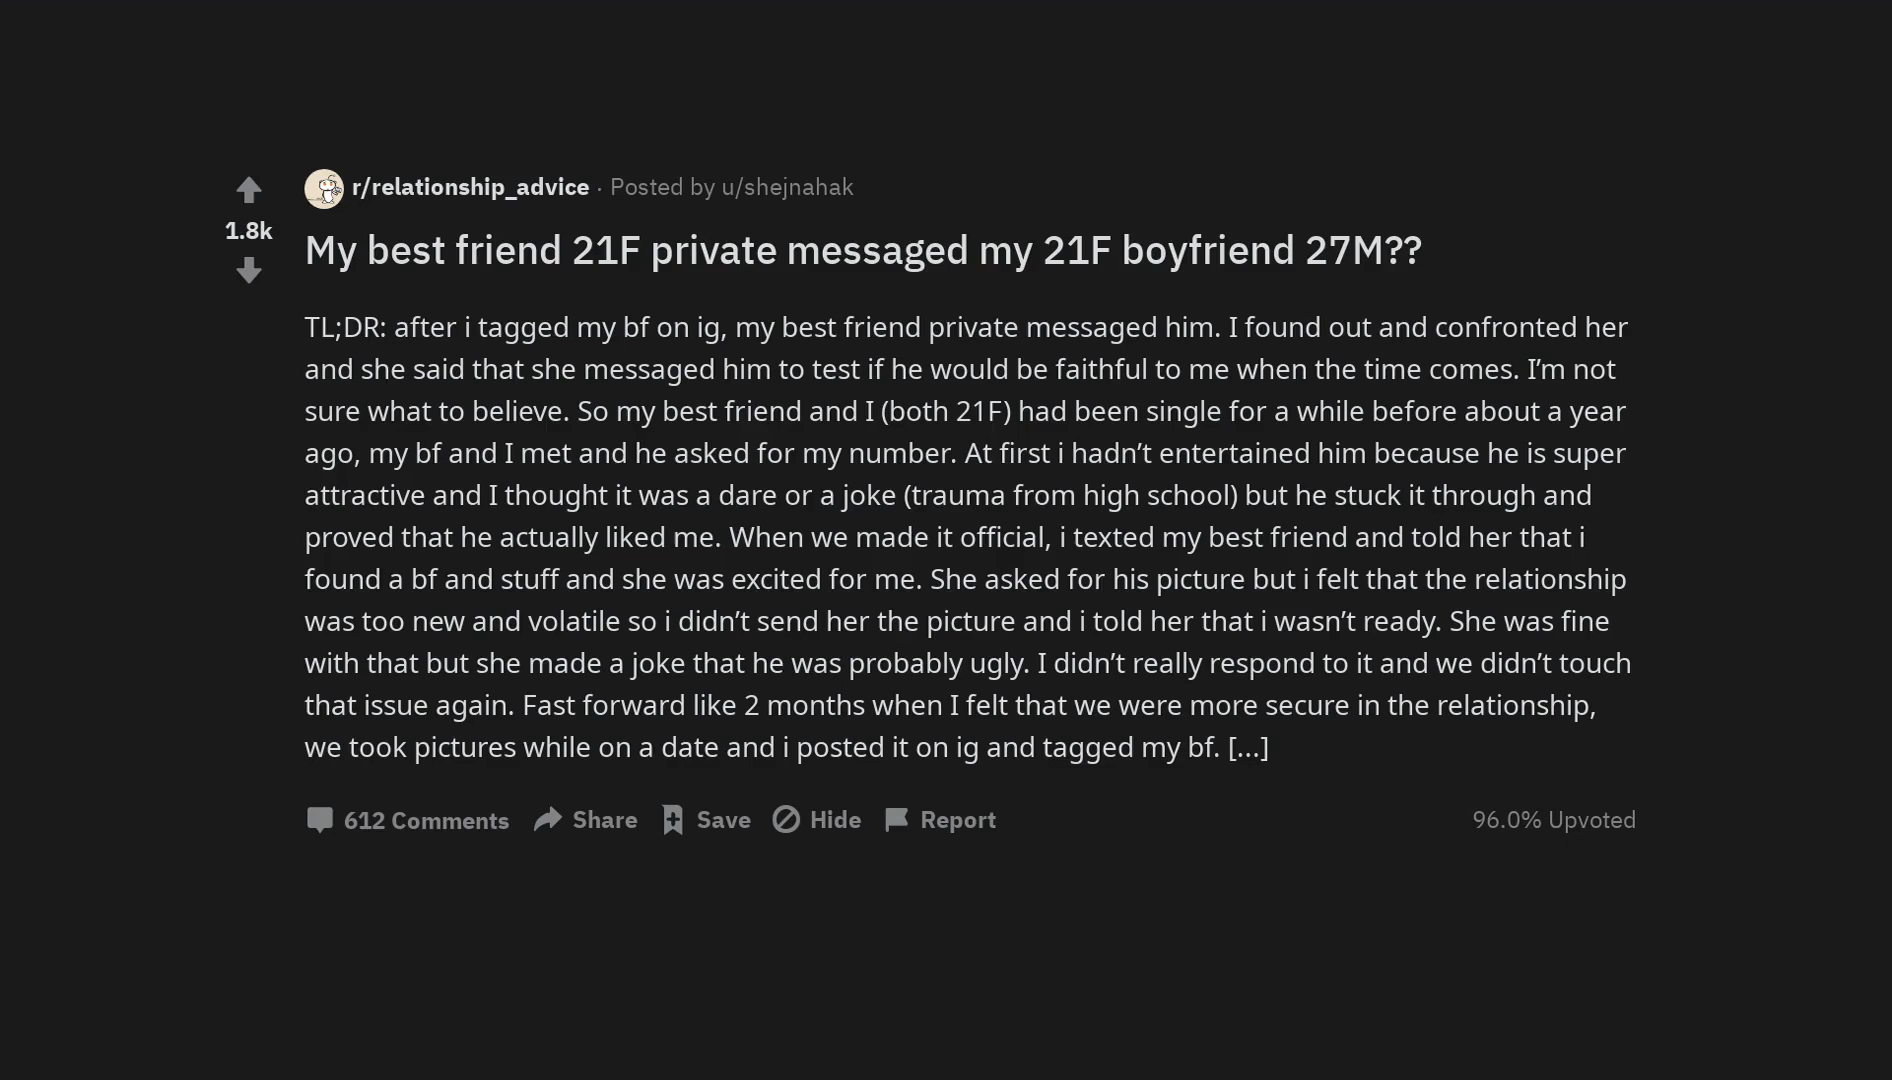 r/relationship_advice · Posted by u/shejnahak
1.8k
My best friend 21F private messaged my 21F boyfriend 27M??
TL;DR: after i tagged my bf on ig, my best friend private messaged him. I found out and confronted her
and she said that she messaged him to test if he would be faithful to me when the time comes. I’m not
sure what to believe. So my best friend and I (both 21F) had been single for a while before about a year
ago, my bf and I met and he asked for my number. At first i hadn’t entertained him because he is super
attractive and I thought it was a dare or a joke (trauma from high school) but he stuck it through and
proved that he actually liked me. When we made it official, i texted my best friend and told her that i
found a bf and stuff and she was excited for me. She asked for his picture but i felt that the relationship
was too new and volatile so i didn’t send her the picture and i told her that i wasn’t ready. She was fine
with that but she made a joke that he was probably ugly. I didn’t really respond to it and we didn’t touch
that issue again. Fast forward like 2 months when I felt that we were more secure in the relationship,
we took pictures while on a date and i posted it on ig and tagged my bf. [...]
612 Comments Share Save Hide Report 96.0% Upvoted